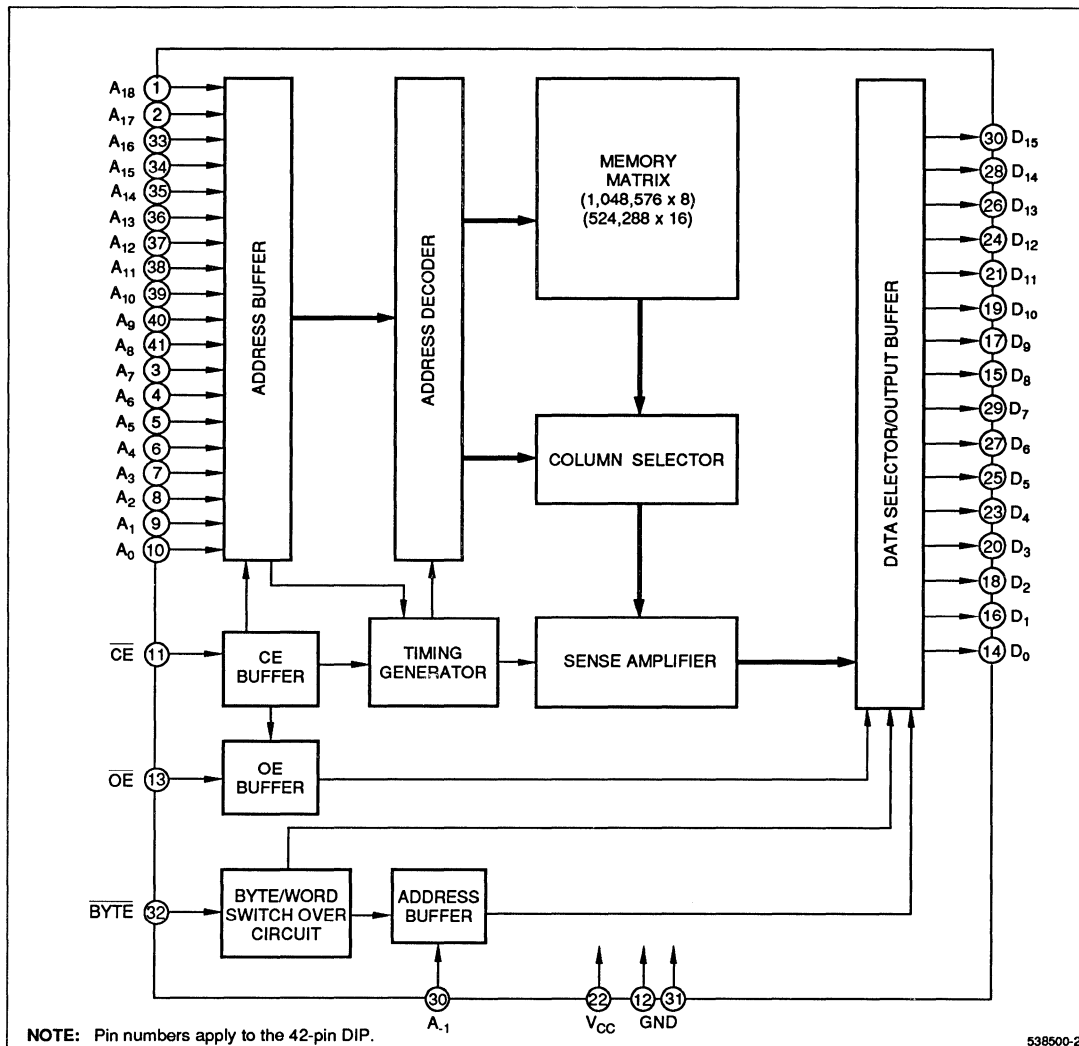 A18 1
A17 2
A16 33
A15 34
A14 35
A13 36
A12 37
A11 38
A10 39
A9 40
A8 41
A7 3
A6 4
A5 5
A4 6
A3 7
A2 8
A1 9
A0 10
CE 11
OE 13
BYTE 32
ADDRESS BUFFER
ADDRESS DECODER
MEMORY
MATRIX
(1,048,576 x 8)
(524,288 x 16)
COLUMN SELECTOR
SENSE AMPLIFIER
CE
BUFFER
TIMING
GENERATOR
OE
BUFFER
BYTE/WORD
SWITCH OVER
CIRCUIT
ADDRESS
BUFFER
DATA SELECTOR/OUTPUT BUFFER
30 D15
28 D14
26 D13
24 D12
21 D11
19 D10
17 D9
15 D8
29 D7
27 D6
25 D5
23 D4
20 D3
18 D2
16 D1
14 D0
30 22 12 31
A-1 VCC GND
NOTE: Pin numbers apply to the 42-pin DIP.
538500-2